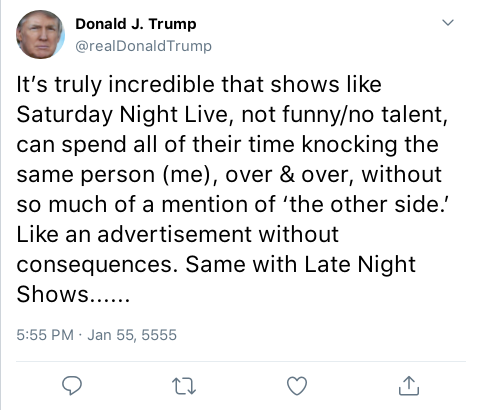 Donald J. Trump
@realDonaldTrump
It’s truly incredible that shows like
Saturday Night Live, not funny/no talent,
can spend all of their time knocking the
same person (me), over & over, without
so much of a mention of ‘the other side.’
Like an advertisement without
consequences. Same with Late Night
Shows......
5:55 PM · Jan 55, 5555